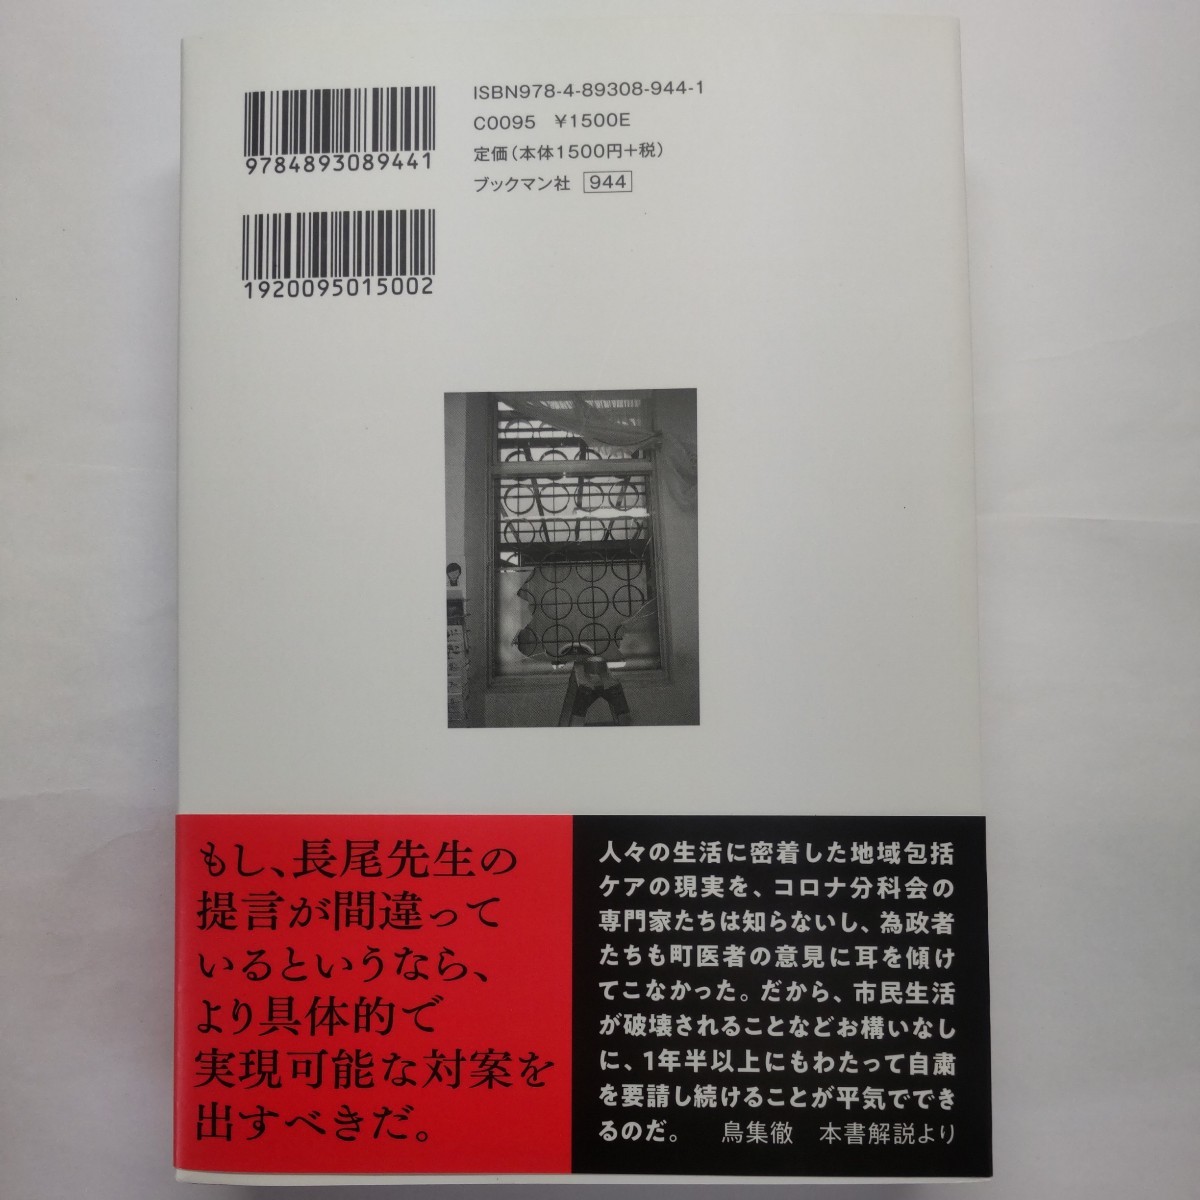 ISBN978-4-89308-944-1
C0095 ¥1500E
定価(本体1500円+税)
ブックマン社 944
9784893089441
1920095015002
もし、長尾先生の
提言が間違って
いるというなら、
より具体的で
実現可能な対案を
出すべきだ。
人々の生活に密着した地域包括
ケアの現実を、コロナ分科会の
専門家たちは知らないし、為政者
たちも町医者の意見に耳を傾け
てこなかった。だから、市民生活
が破壊されることなどお構いなし
に、1年半以上にもわたって自粛
を要請し続けることが平気でできる
るのだ。 鳥集徹 本書解説より